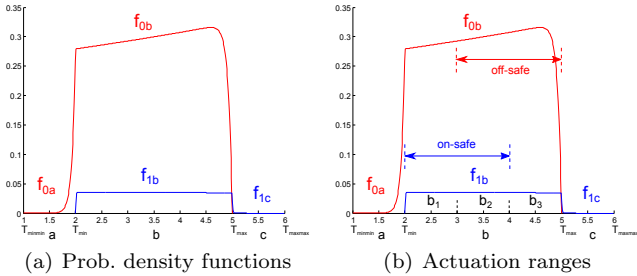 0.35
0.3
0.25
0.2
0.15
0.1
0.05
0
f0b
f0a
f1b
f1c
1 1.5 2 2.5 3 3.5 4 4.5 5 5.5 6
Tminmin a Tmin b Tmax c Tmaxmax
(a) Prob. density functions
0.35
0.3
0.25
0.2
0.15
0.1
0.05
0
f0b
off-safe
on-safe
f0a
f1b
f1c
b1 b2 b3
1 1.5 2 2.5 3 3.5 4 4.5 5 5.5 6
Tminmin a Tmin b Tmax c Tmaxmax
(b) Actuation ranges